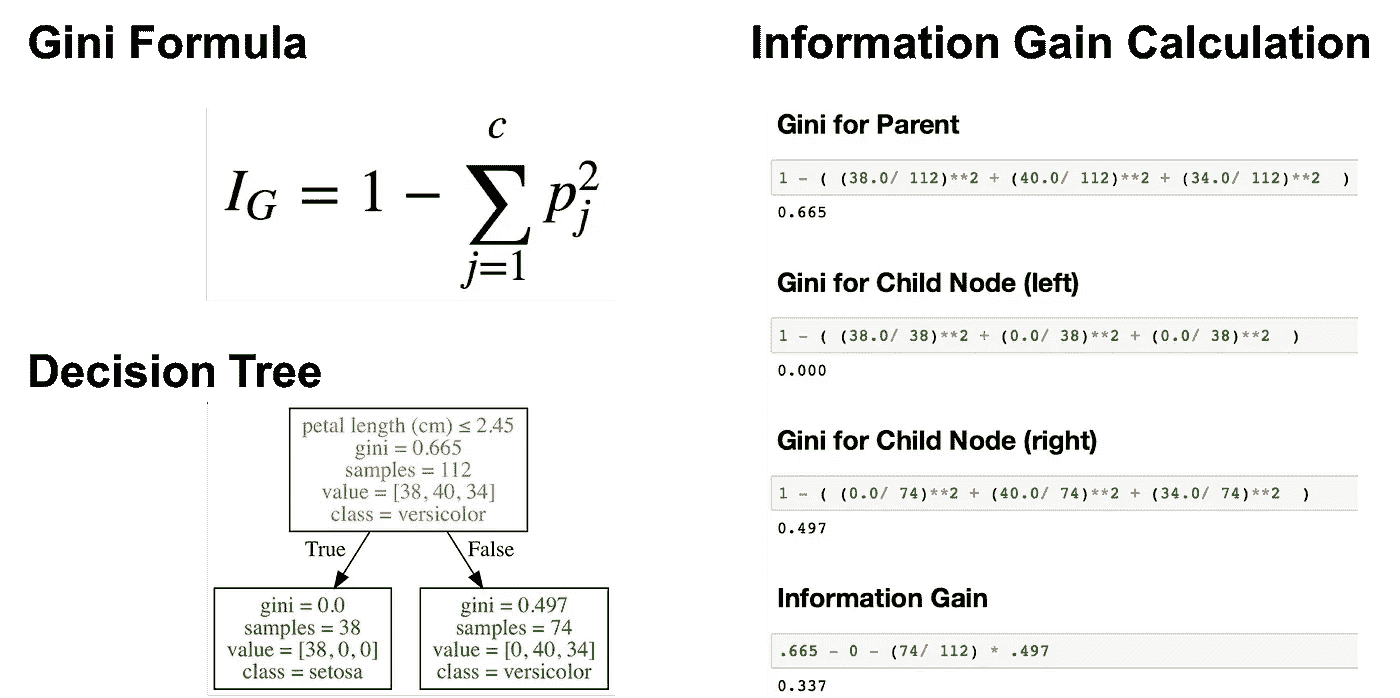 Gini Formula
I_G = 1 − ∑_{j=1}^{c} p_j^2
Decision Tree
petal length (cm) ≤ 2.45
gini = 0.665
samples = 112
value = [38, 40, 34]
class = versicolor
True
False
gini = 0.0
samples = 38
value = [38, 0, 0]
class = setosa
gini = 0.497
samples = 74
value = [0, 40, 34]
class = versicolor
Information Gain Calculation
Gini for Parent
1 - ( (38.0/ 112)**2 + (40.0/ 112)**2 + (34.0/ 112)**2  )
0.665
Gini for Child Node (left)
1 - ( (38.0/ 38)**2 + (0.0/ 38)**2 + (0.0/ 38)**2  )
0.000
Gini for Child Node (right)
1 - ( (0.0/ 74)**2 + (40.0/ 74)**2 + (34.0/ 74)**2  )
0.497
Information Gain
.665 - 0 - (74/ 112) * .497
0.337